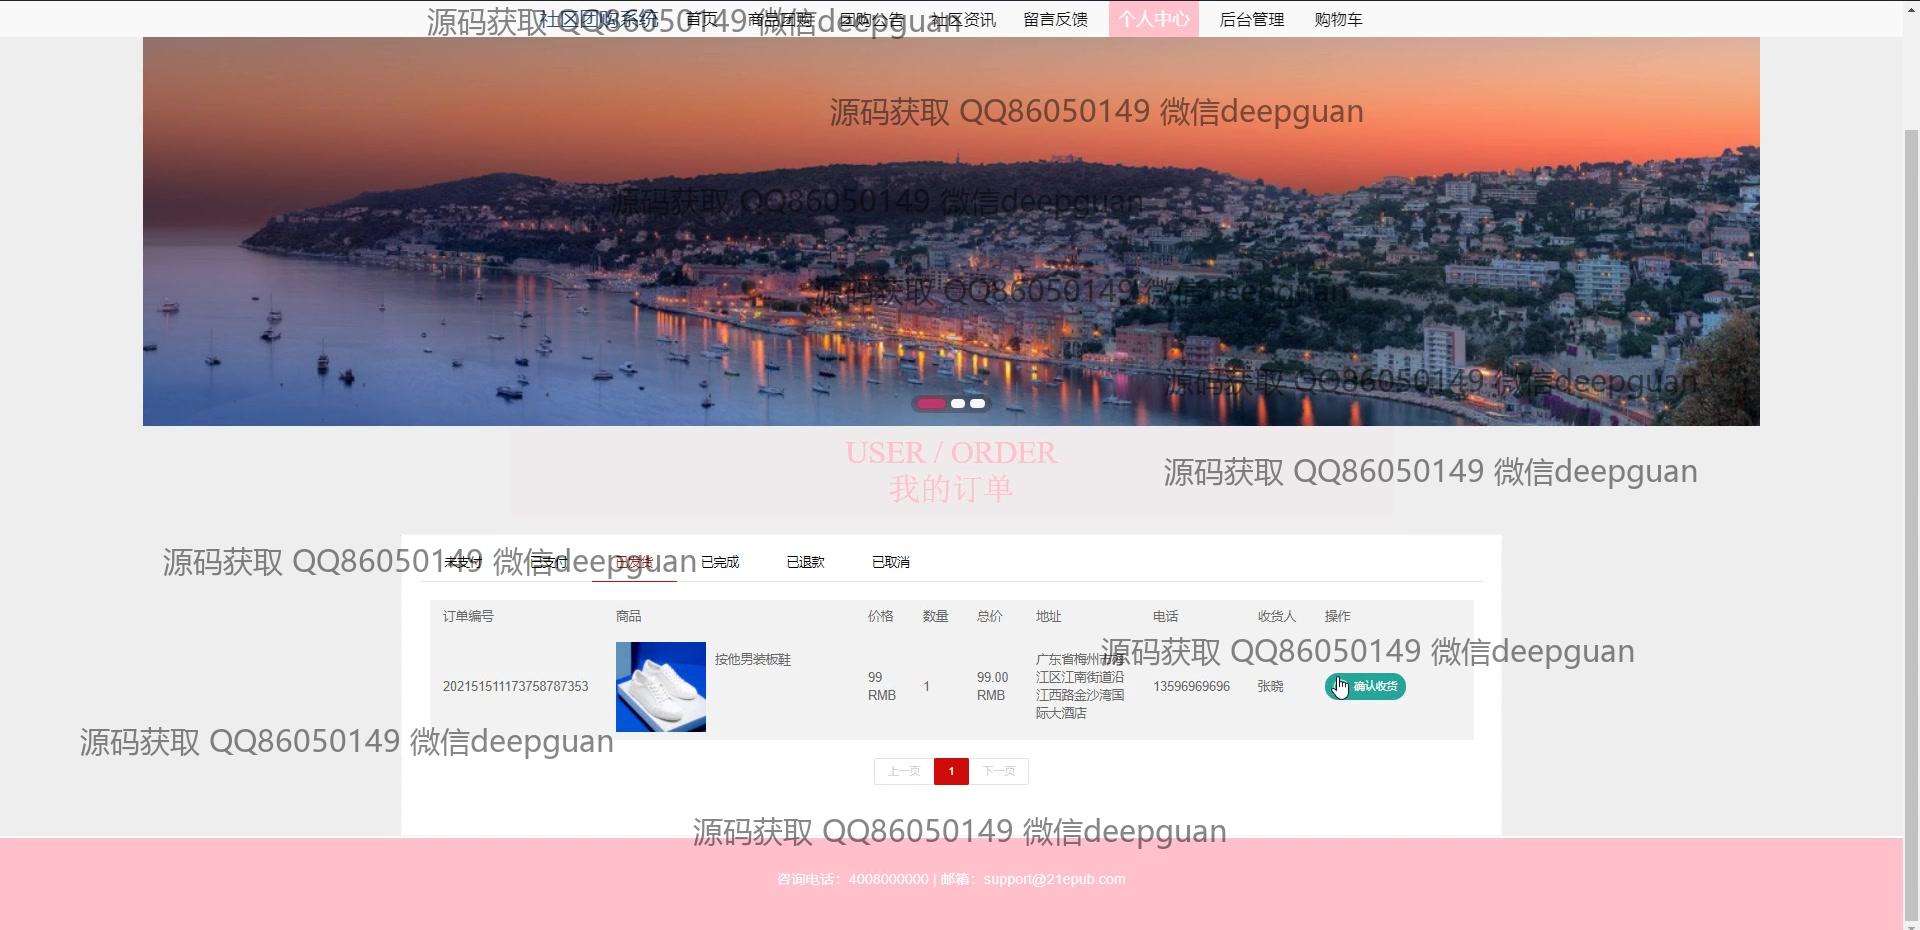 社区团购系统 首页 商品团购 团购公告 社区资讯 留言反馈 个人中心 后台管理 购物车
源码获取 QQ86050149 微信deepguan
源码获取 QQ86050149 微信deepguan
源码获取 QQ86050149 微信deepguan
源码获取 QQ86050149 微信deepguan
源码获取 QQ86050149 微信deepguan
USER / ORDER
我的订单
源码获取 QQ86050149 微信deepguan
未支付 已支付 已发货 已完成 已退款 已取消
源码获取 QQ86050149 微信deepguan
订单编号 商品 价格 数量 总价 地址 电话 收货人 操作
源码获取 QQ86050149 微信deepguan
202151511173758787353
按他男装板鞋
99
RMB
1
99.00
RMB
广东省梅州市梅
江区江南街道沿
江西路金沙湾国
际大酒店
13596969696
张晓
确认收货
源码获取 QQ86050149 微信deepguan
上一页 1 下一页
源码获取 QQ86050149 微信deepguan
咨询电话：4008000000 | 邮箱：support@21epub.com